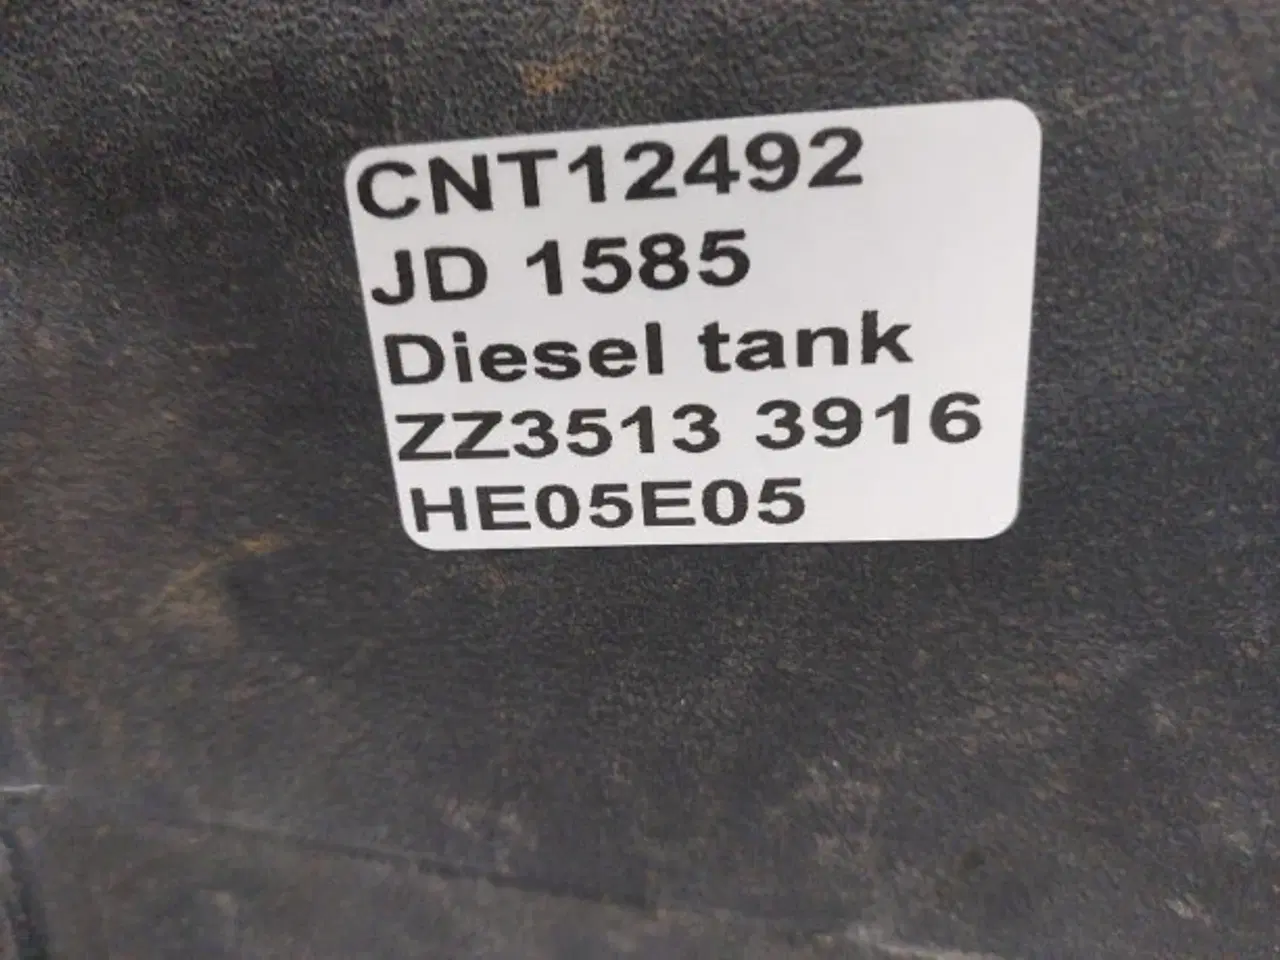 CNT12492
JD 1585
Diesel tank
ZZ3513 3916
HE05E05